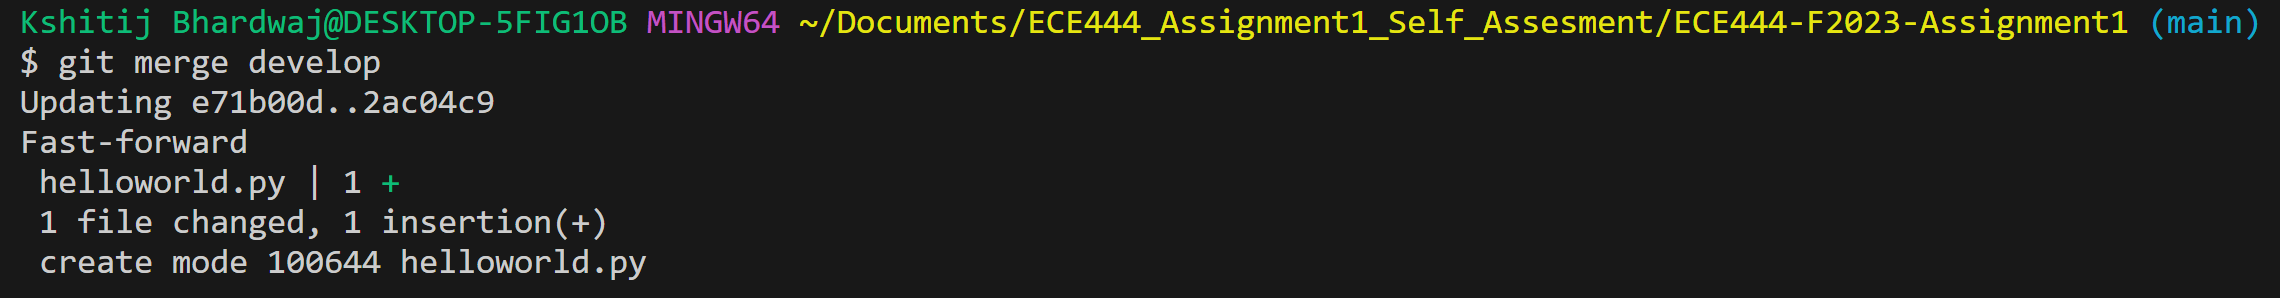 Kshitij Bhardwaj@DESKTOP-5FIG1OB MINGW64 ~/Documents/ECE444_Assignment1_Self_Assesment/ECE444-F2023-Assignment1 (main)
$ git merge develop
Updating e71b00d..2ac04c9
Fast-forward
 helloworld.py | 1 +
 1 file changed, 1 insertion(+)
 create mode 100644 helloworld.py